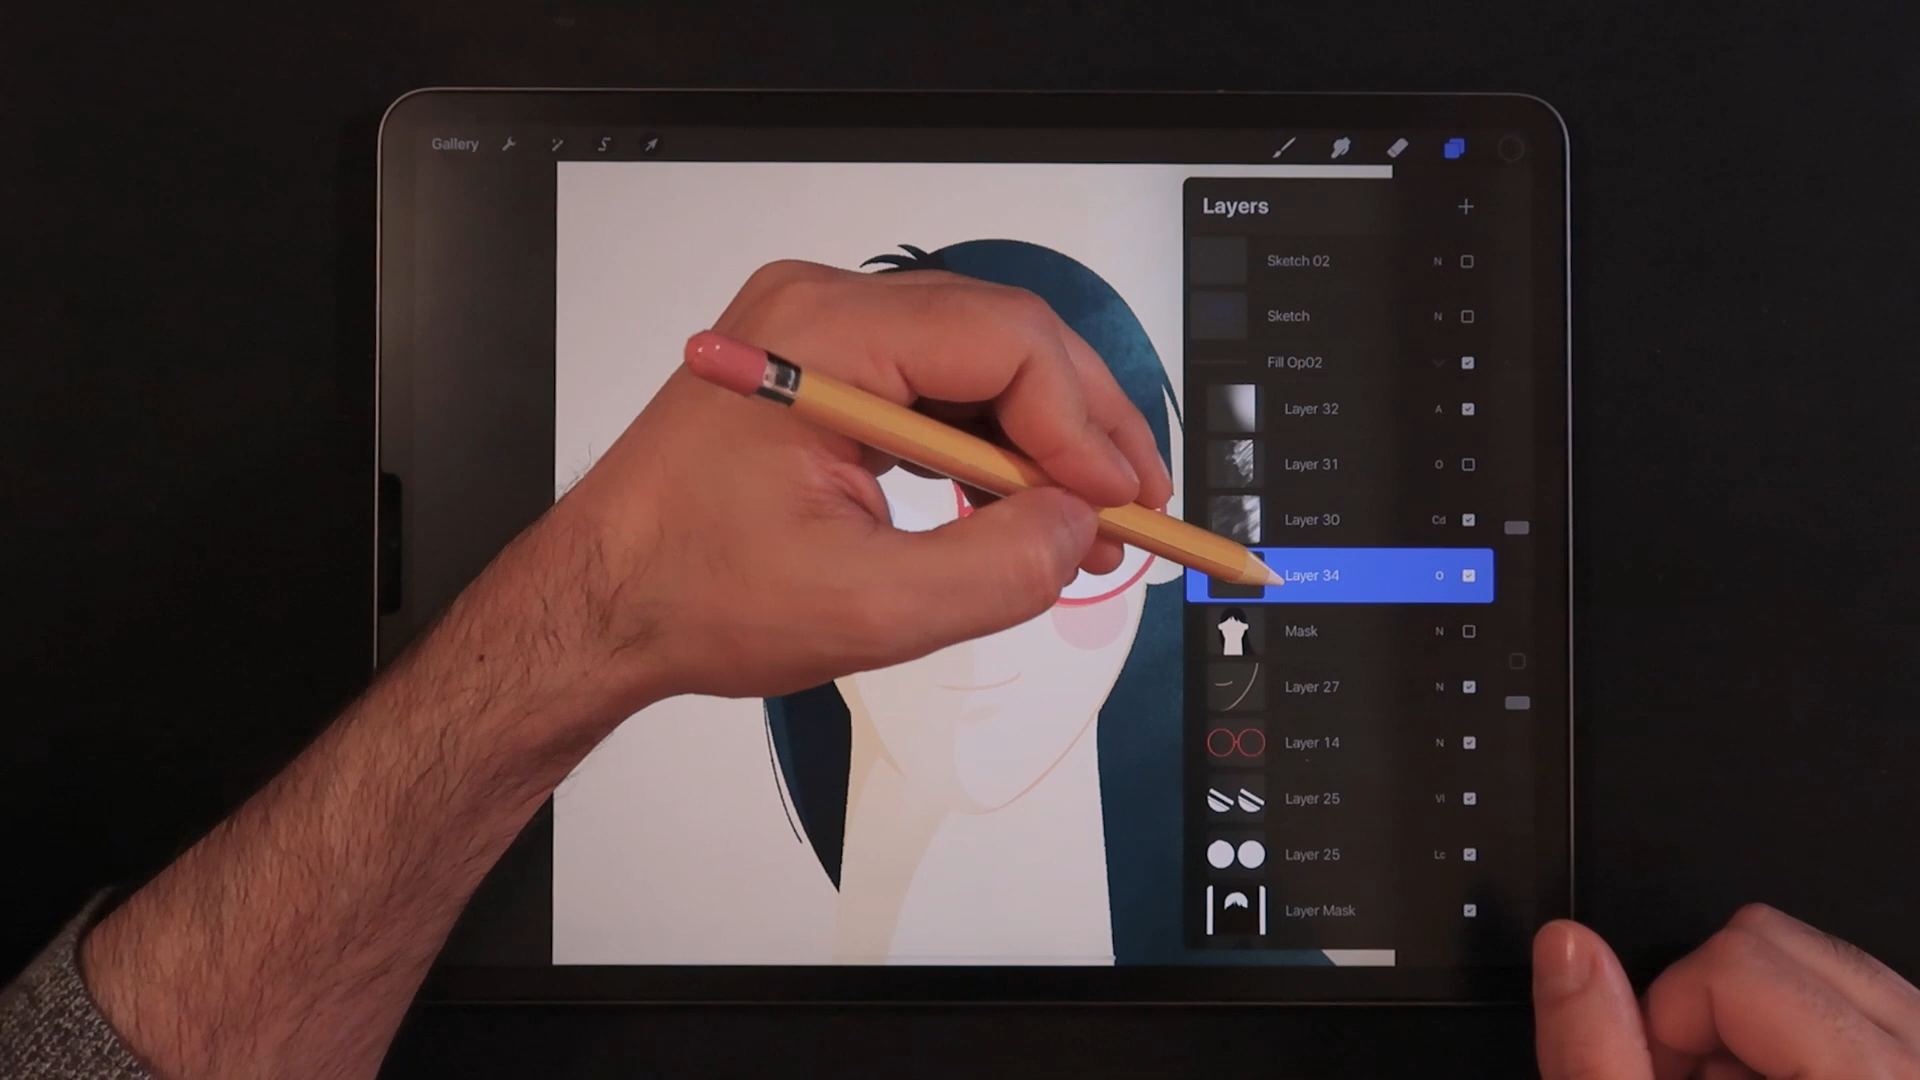 Gallery
Layers
Sketch 02 N
Sketch N
Fill Op02
Layer 32 A
Layer 31 O
Layer 30 Cd
Layer 34 O
Mask N
Layer 27 N
Layer 14 N
Layer 25 Vl
Layer 25 Lc
Layer Mask